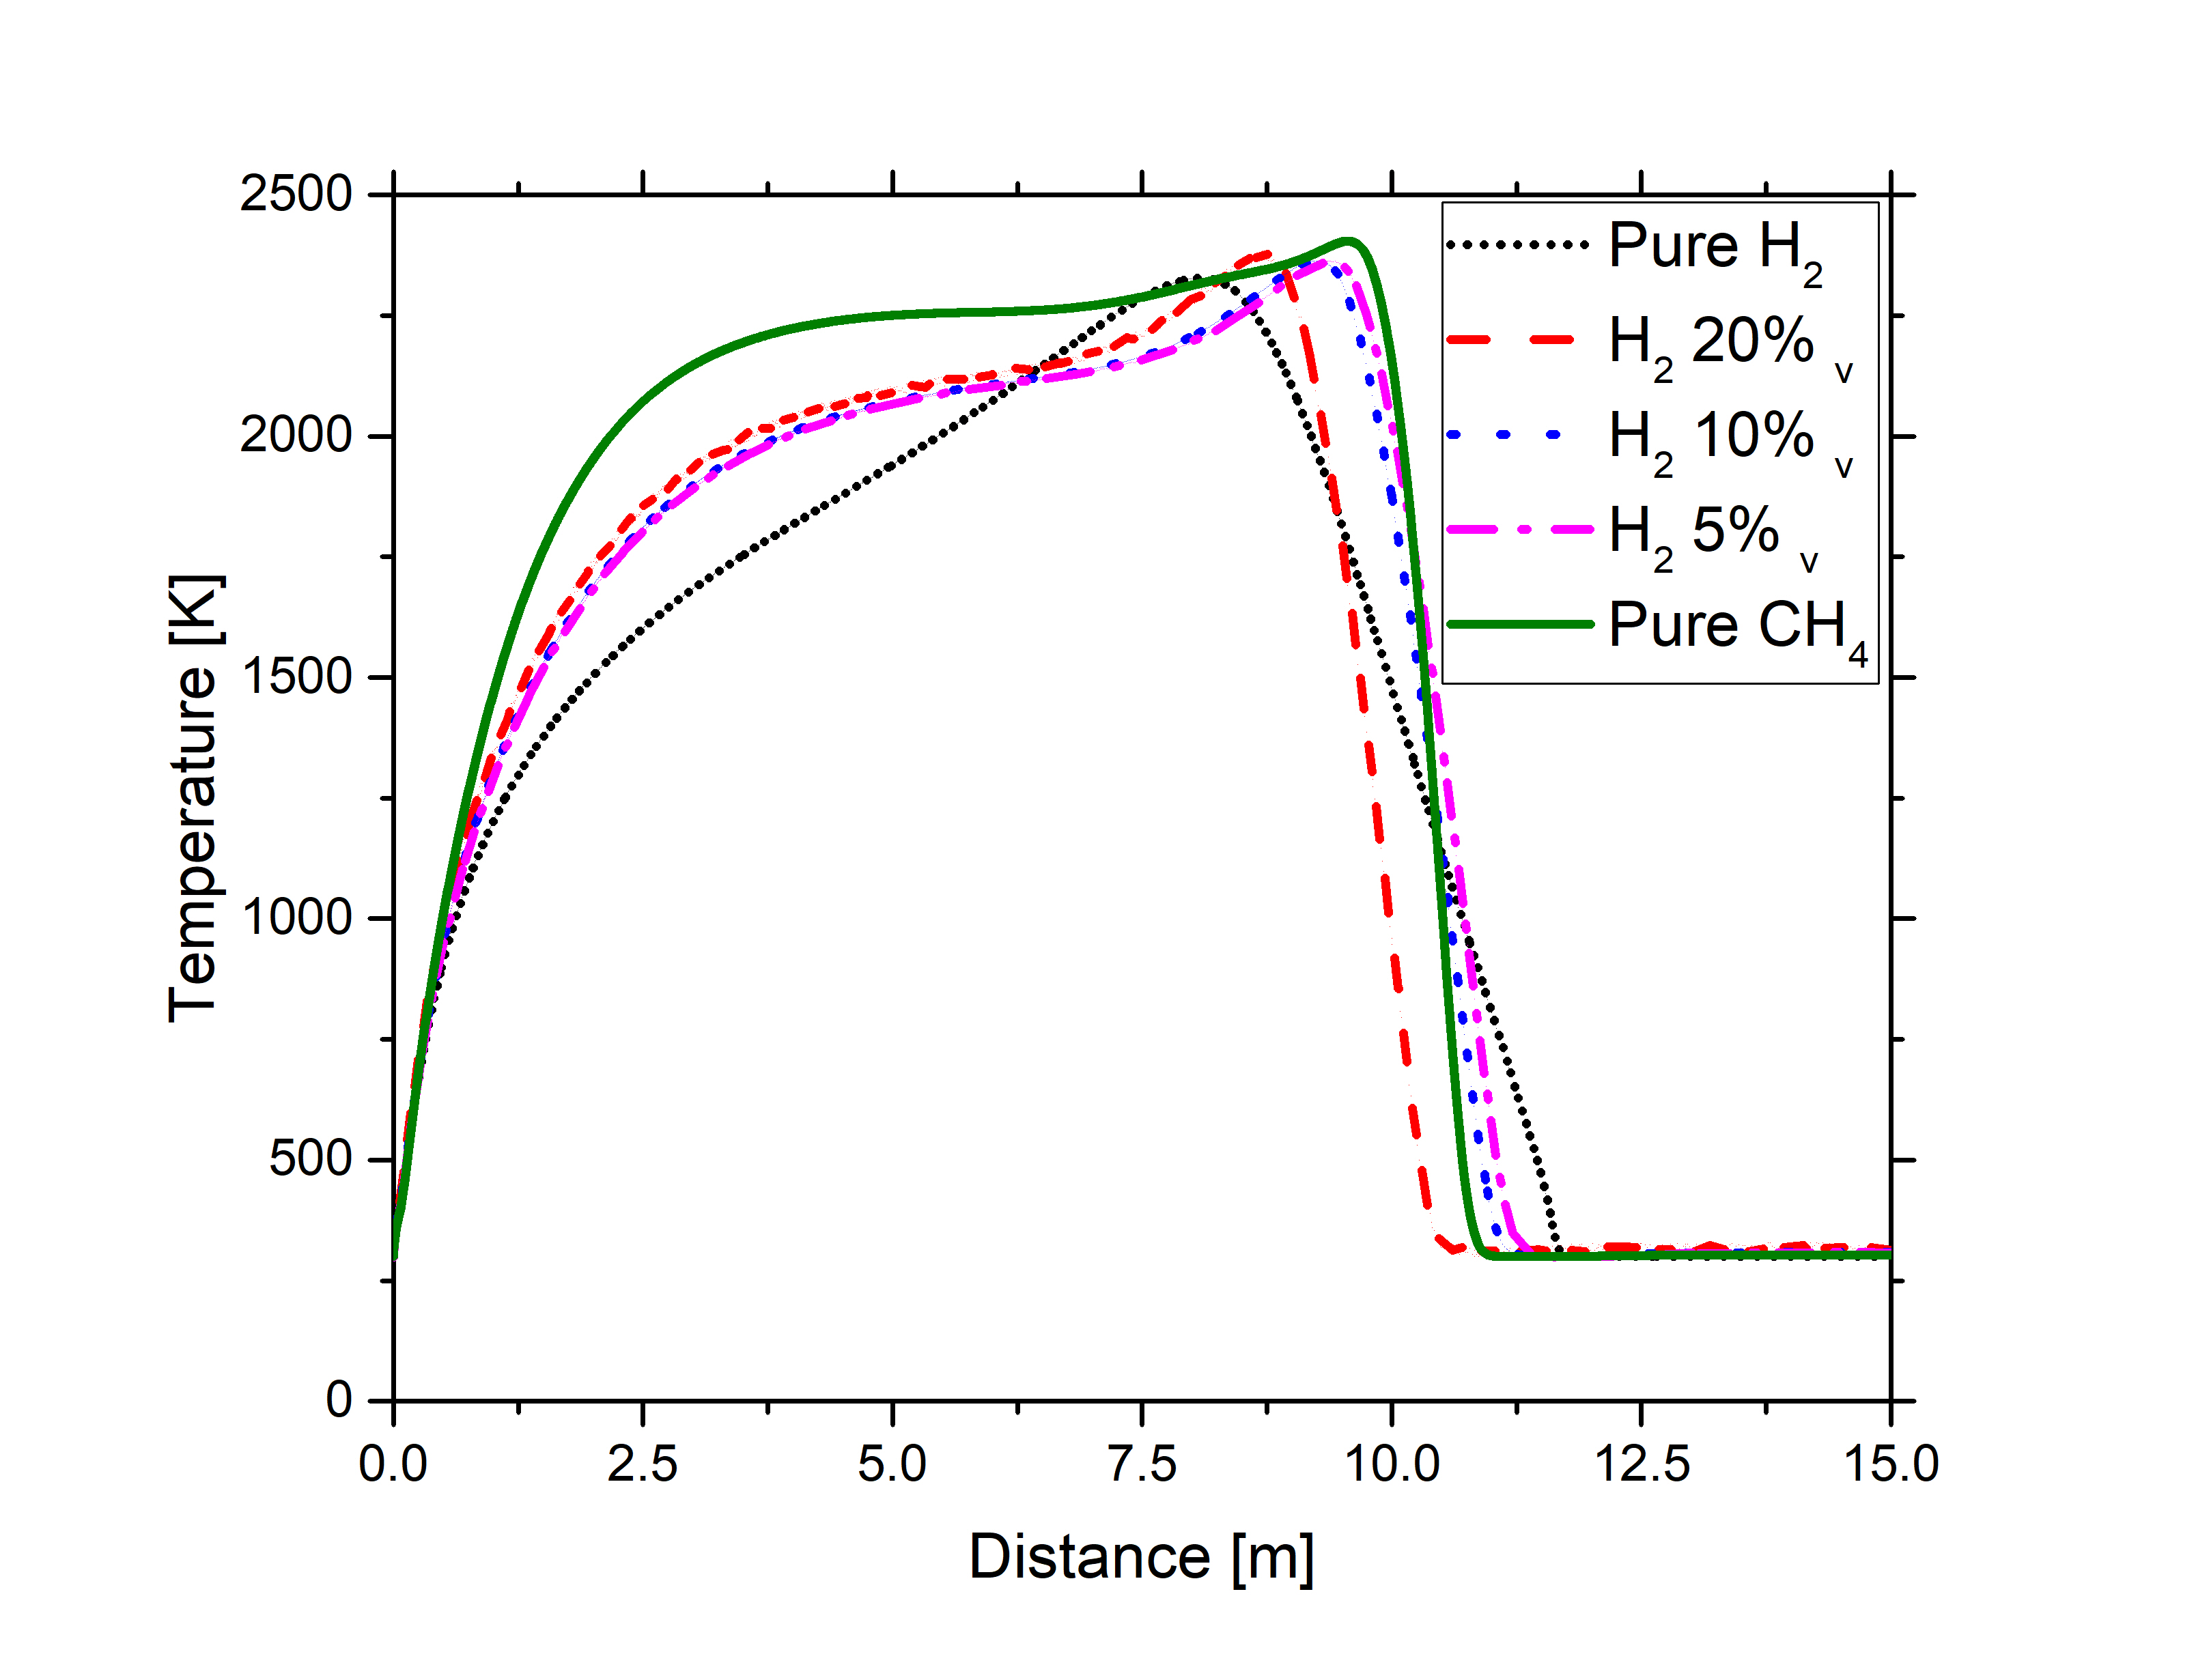 2500
2000
1500
1000
500
0
Temperature [K]
0.0 2.5 5.0 7.5 10.0 12.5 15.0
Distance [m]
Pure H₂
H₂ 20% ᵥ
H₂ 10% ᵥ
H₂ 5% ᵥ
Pure CH₄